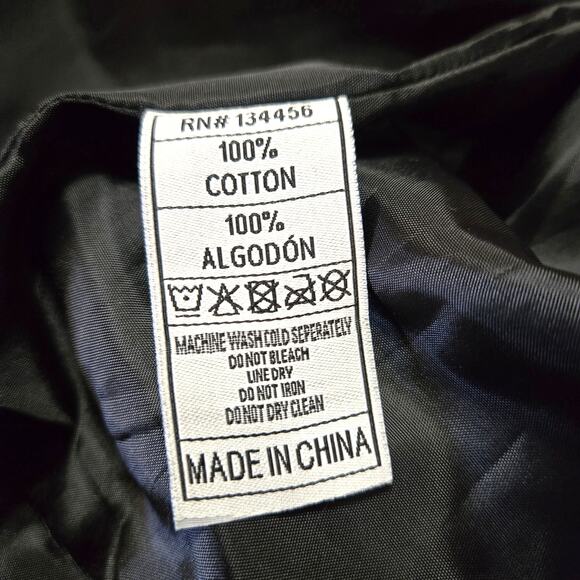 RN# 134456
100%
COTTON
100%
ALGODÓN
MACHINE WASH COLD SEPERATELY
DO NOT BLEACH
LINE DRY
DO NOT IRON
DO NOT DRY CLEAN
MADE IN CHINA